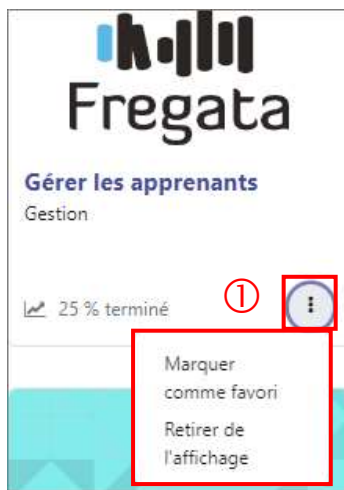 Fregata
Gérer les apprenants
Gestion
25 % terminé
①
Marquer
comme favori
Retirer de
l'affichage